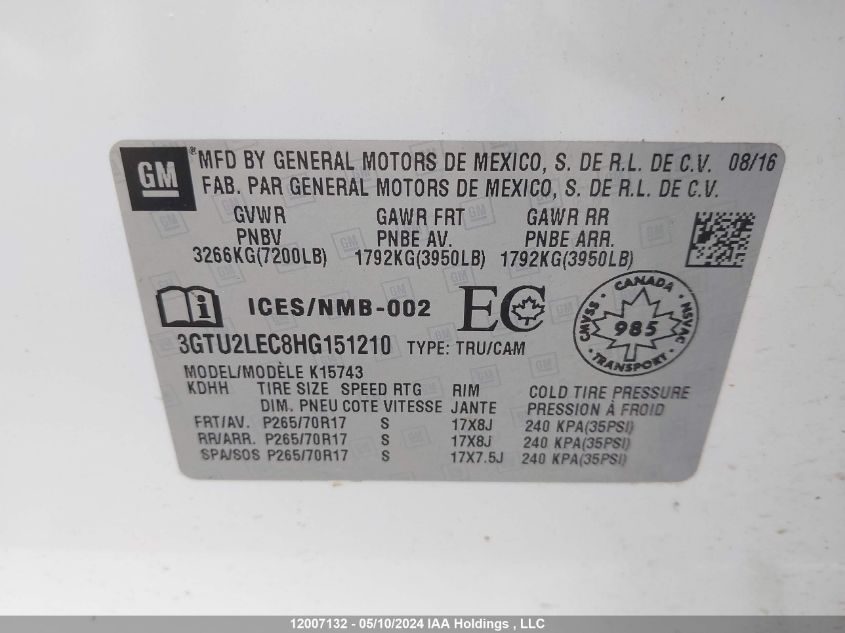 GM
MFD BY GENERAL MOTORS DE MEXICO, S. DE R.L. DE C.V. 08/16
FAB. PAR GENERAL MOTORS DE MEXICO, S. DE R.L. DE C.V.
GVWR GAWR FRT GAWR RR
PNBV PNBE AV. PNBE ARR.
3266KG(7200LB) 1792KG(3950LB) 1792KG(3950LB)
i ICES/NMB-002 EC
CANADA
CMVSS 985 NSVAC
TRANSPORT
3GTU2LEC8HG151210 TYPE: TRU/CAM
MODEL/MODÈLE K15743
KDHH TIRE SIZE SPEED RTG RIM COLD TIRE PRESSURE
DIM. PNEU COTE VITESSE JANTE PRESSION À FROID
FRT/AV. P265/70R17 S 17X8J 240 KPA(35PSI)
RR/ARR. P265/70R17 S 17X8J 240 KPA(35PSI)
SPA/SOS P265/70R17 S 17X7.5J 240 KPA(35PSI)
12007132 - 05/10/2024 IAA Holdings , LLC